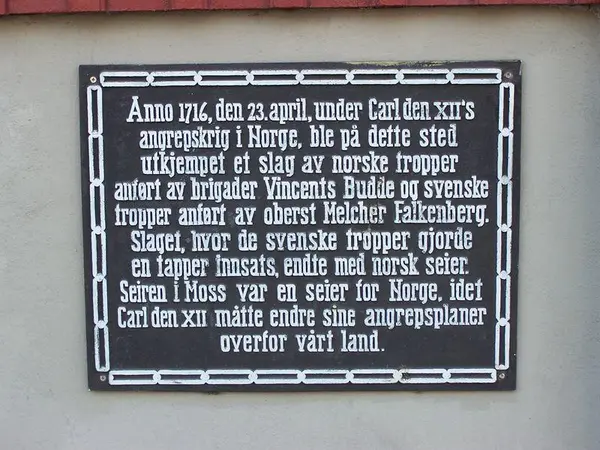 Anno 1716, den 23. april, under Carl den XII's
angrepskrig i Norge, ble på dette sted
utkjempet et slag av norske tropper
anført av brigader Vincents Budde og svenske
tropper anført av oberst Melcher Falkenberg.
Slaget, hvor de svenske tropper gjorde
en tapper innsats, endte med norsk seier.
Seiren i Moss var en seier for Norge, idet
Carl den XII måtte endre sine angrepsplaner
overfor vårt land.